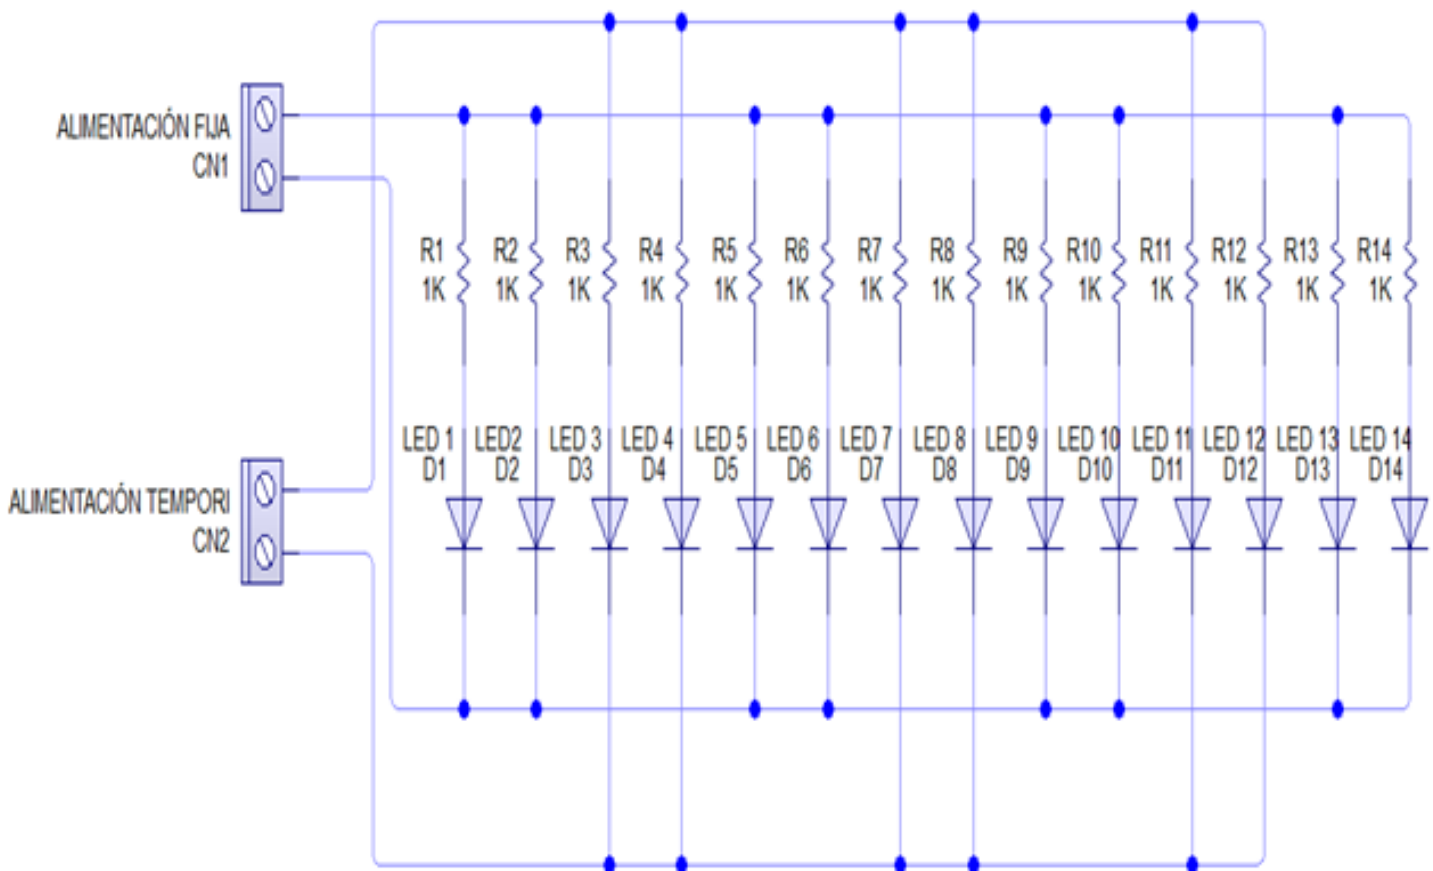 ALIMENTACIÓN FIJA
CN1
R1
1K
R2
1K
R3
1K
R4
1K
R5
1K
R6
1K
R7
1K
R8
1K
R9
1K
R10
1K
R11
1K
R12
1K
R13
1K
R14
1K
LED 1
D1
LED2
D2
LED 3
D3
LED 4
D4
LED 5
D5
LED 6
D6
LED 7
D7
LED 8
D8
LED 9
D9
LED 10
D10
LED 11
D11
LED 12
D12
LED 13
D13
LED 14
D14
ALIMENTACIÓN TEMPORI
CN2